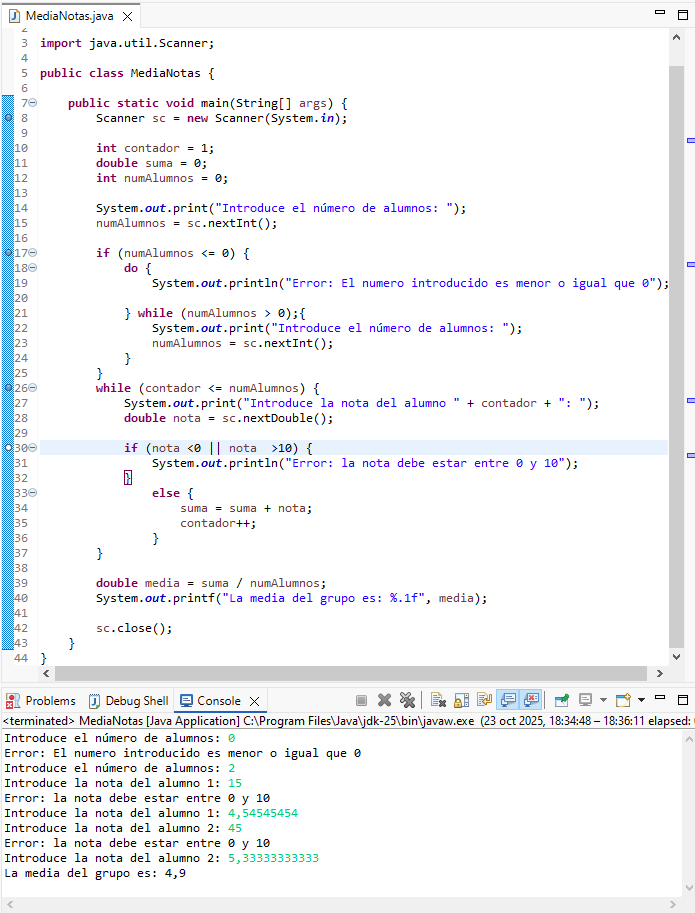 MediaNotas.java
2
3 import java.util.Scanner;
4
5 public class MediaNotas {
6
7 public static void main(String[] args) {
8 Scanner sc = new Scanner(System.in);
9
10 int contador = 1;
11 double suma = 0;
12 int numAlumnos = 0;
13
14 System.out.print("Introduce el número de alumnos: ");
15 numAlumnos = sc.nextInt();
16
17 if (numAlumnos <= 0) {
18 do {
19 System.out.println("Error: El numero introducido es menor o igual que 0");
20
21 } while (numAlumnos > 0);{
22 System.out.print("Introduce el número de alumnos: ");
23 numAlumnos = sc.nextInt();
24 }
25 }
26 while (contador <= numAlumnos) {
27 System.out.print("Introduce la nota del alumno " + contador + ": ");
28 double nota = sc.nextDouble();
29
30 if (nota <0 || nota  >10) {
31 System.out.println("Error: la nota debe estar entre 0 y 10");
32 }
33 else {
34 suma = suma + nota;
35 contador++;
36 }
37 }
38
39 double media = suma / numAlumnos;
40 System.out.printf("La media del grupo es: %.1f", media);
41
42 sc.close();
43 }
44 }
Problems Debug Shell Console
<terminated> MediaNotas [Java Application] C:\Program Files\Java\jdk-25\bin\javaw.exe (23 oct 2025, 18:34:48 – 18:36:11 elapsed:
Introduce el número de alumnos: 0
Error: El numero introducido es menor o igual que 0
Introduce el número de alumnos: 2
Introduce la nota del alumno 1: 15
Error: la nota debe estar entre 0 y 10
Introduce la nota del alumno 1: 4,54545454
Introduce la nota del alumno 2: 45
Error: la nota debe estar entre 0 y 10
Introduce la nota del alumno 2: 5,33333333333
La media del grupo es: 4,9